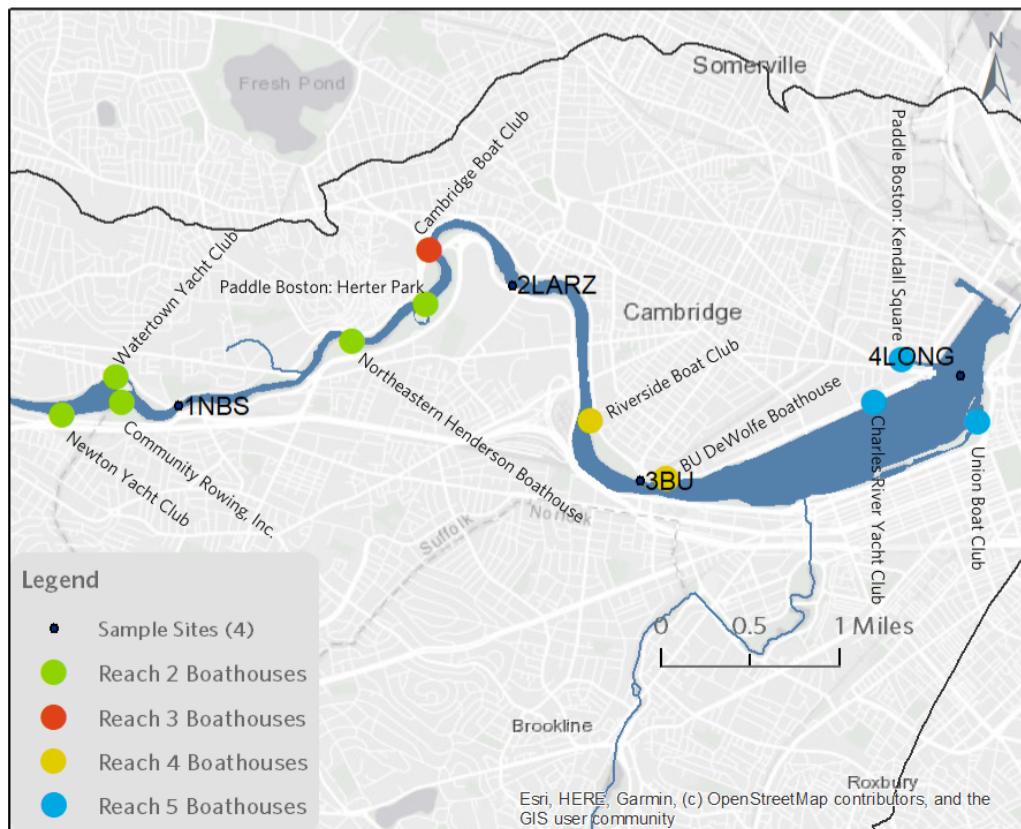 Somerville
N
Fresh Pond
Cambridge Boat Club
Paddle Boston: Kendall Square
Watertown Yacht Club
Paddle Boston: Herter Park
2LARZ
Cambridge
4LONG
Riverside Boat Club
1NBS
BU DeWolfe Boathouse
Newton Yacht Club
Community Rowing, Inc.
Northeastern Henderson Boathouse
3BU
Charles River Yacht Club
Union Boat Club
Suffolk
Norfolk
Legend
Sample Sites (4)
Reach 2 Boathouses
Reach 3 Boathouses
Reach 4 Boathouses
Reach 5 Boathouses
0 0.5 1 Miles
Brookline
Roxbury
Esri, HERE, Garmin, (c) OpenStreetMap contributors, and the
GIS user community